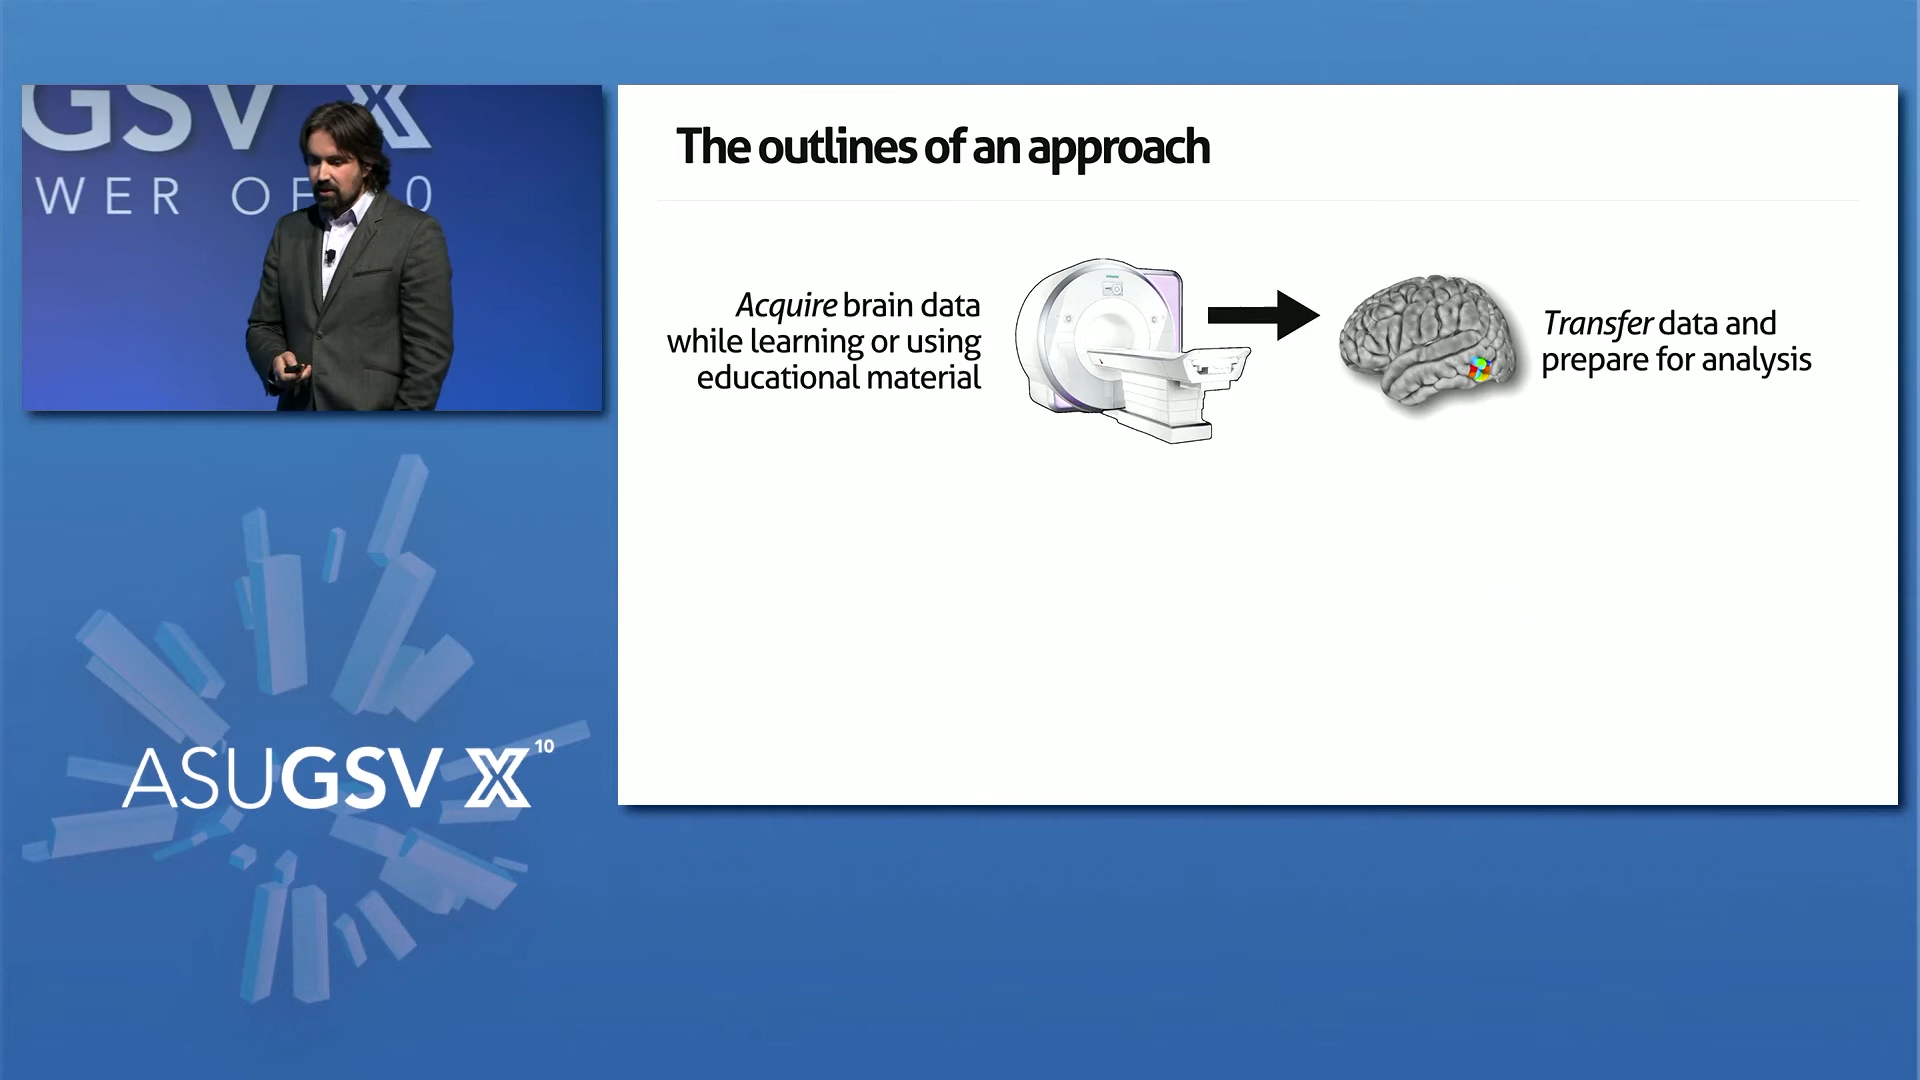 GSV X
WER OF 10
The outlines of an approach
Acquire brain data
while learning or using
educational material
Transfer data and
prepare for analysis
ASUGSV X10